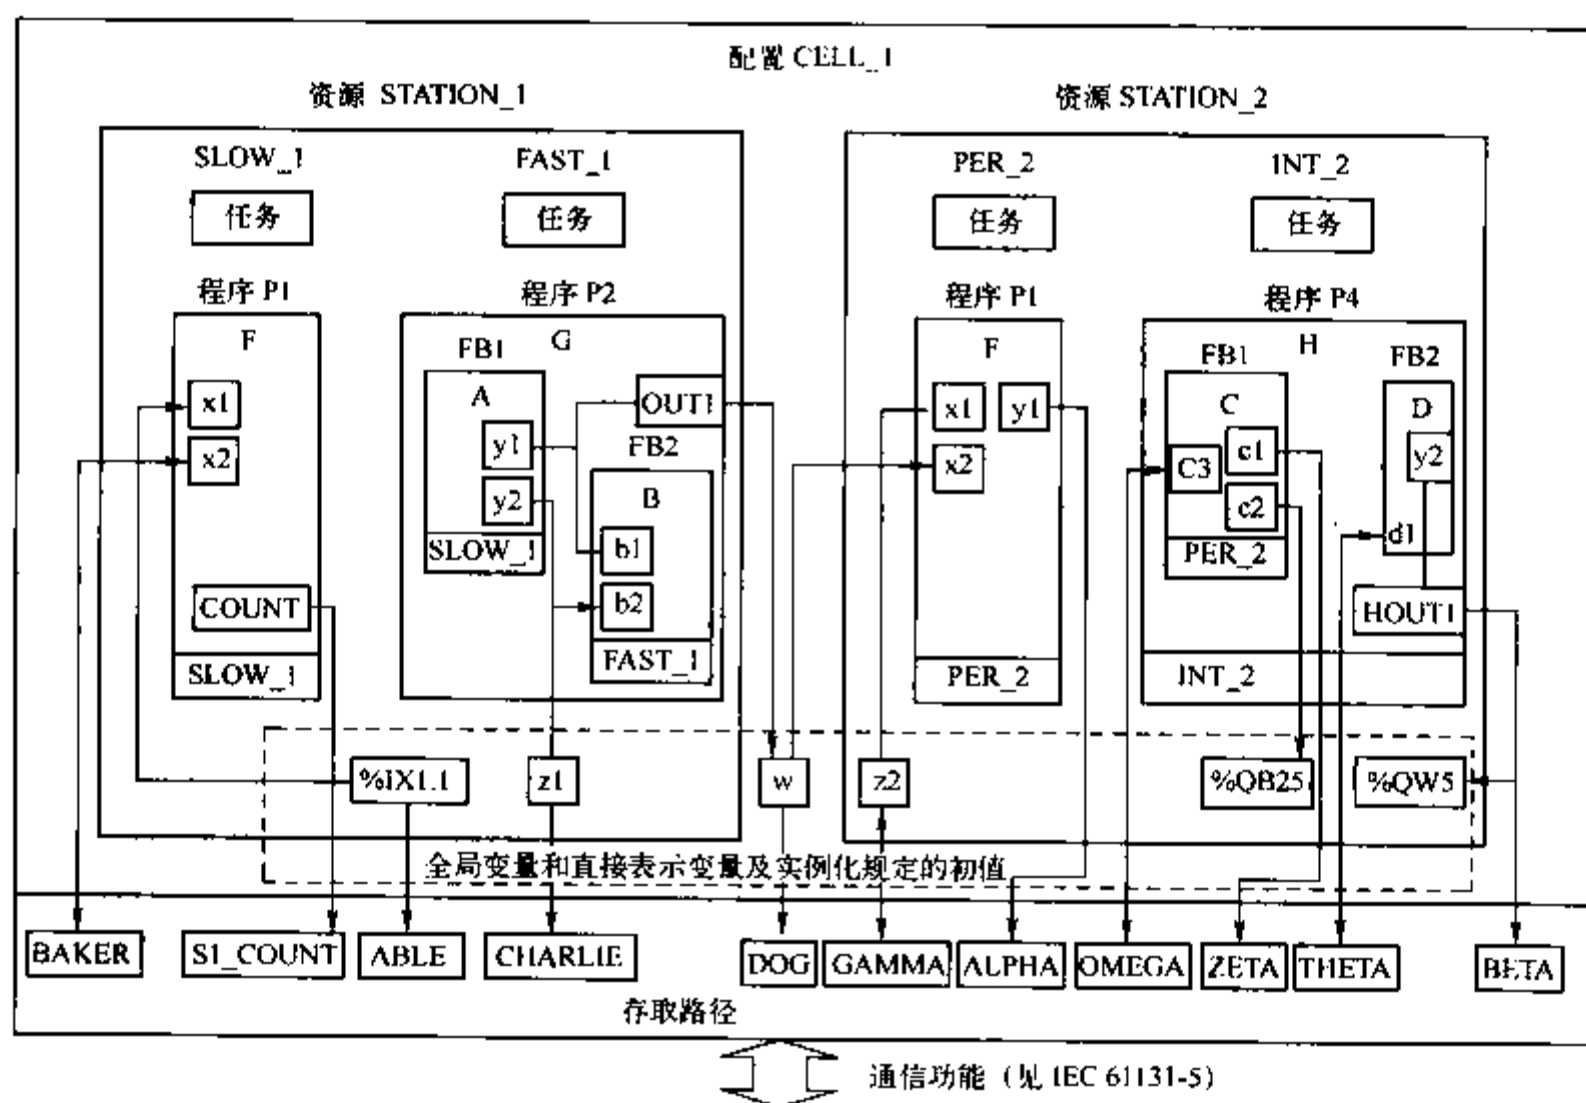 配置 CELL_1
资源 STATION_1
资源 STATION_2
SLOW_1
FAST_1
PER_2
INT_2
任务
任务
任务
任务
程序 P1
程序 P2
程序 P1
程序 P4
F
G
F
H
FB1
FB1
FB2
A
OUT1
C
D
x1
x1
y1
y1
c1
y2
x2
FB2
x2
C3
y2
B
c2
SLOW_1
b1
PER_2
d1
b2
COUNT
HOUT1
SLOW_1
FAST_1
PER_2
INT_2
%IX1.1
z1
w
z2
%QB25
%QW5
全局变量和直接表示变量及实例化规定的初值
BAKER
S1_COUNT
ABLE
CHARLIE
DOG
GAMMA
ALPHA
OMEGA
ZETA
THETA
BETA
存取路径
通信功能（见 IEC 61131-5）